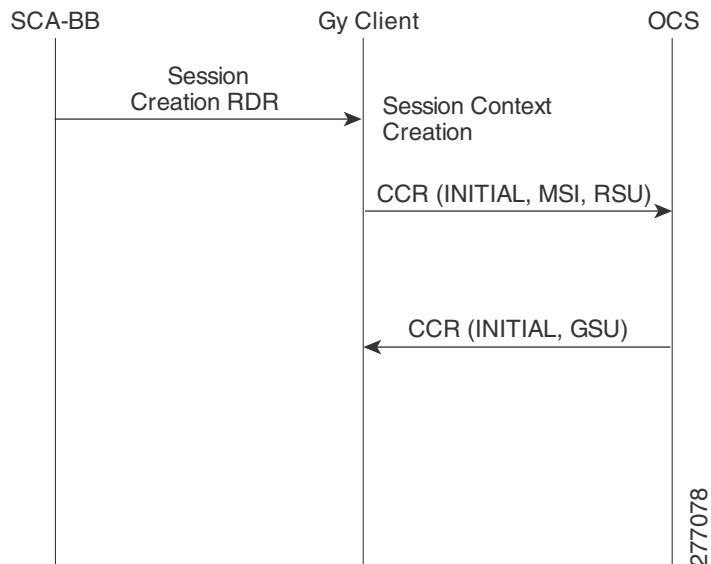 SCA-BB
Gy Client
OCS
Session
Creation RDR
Session Context
Creation
CCR (INITIAL, MSI, RSU)
CCR (INITIAL, GSU)
277078